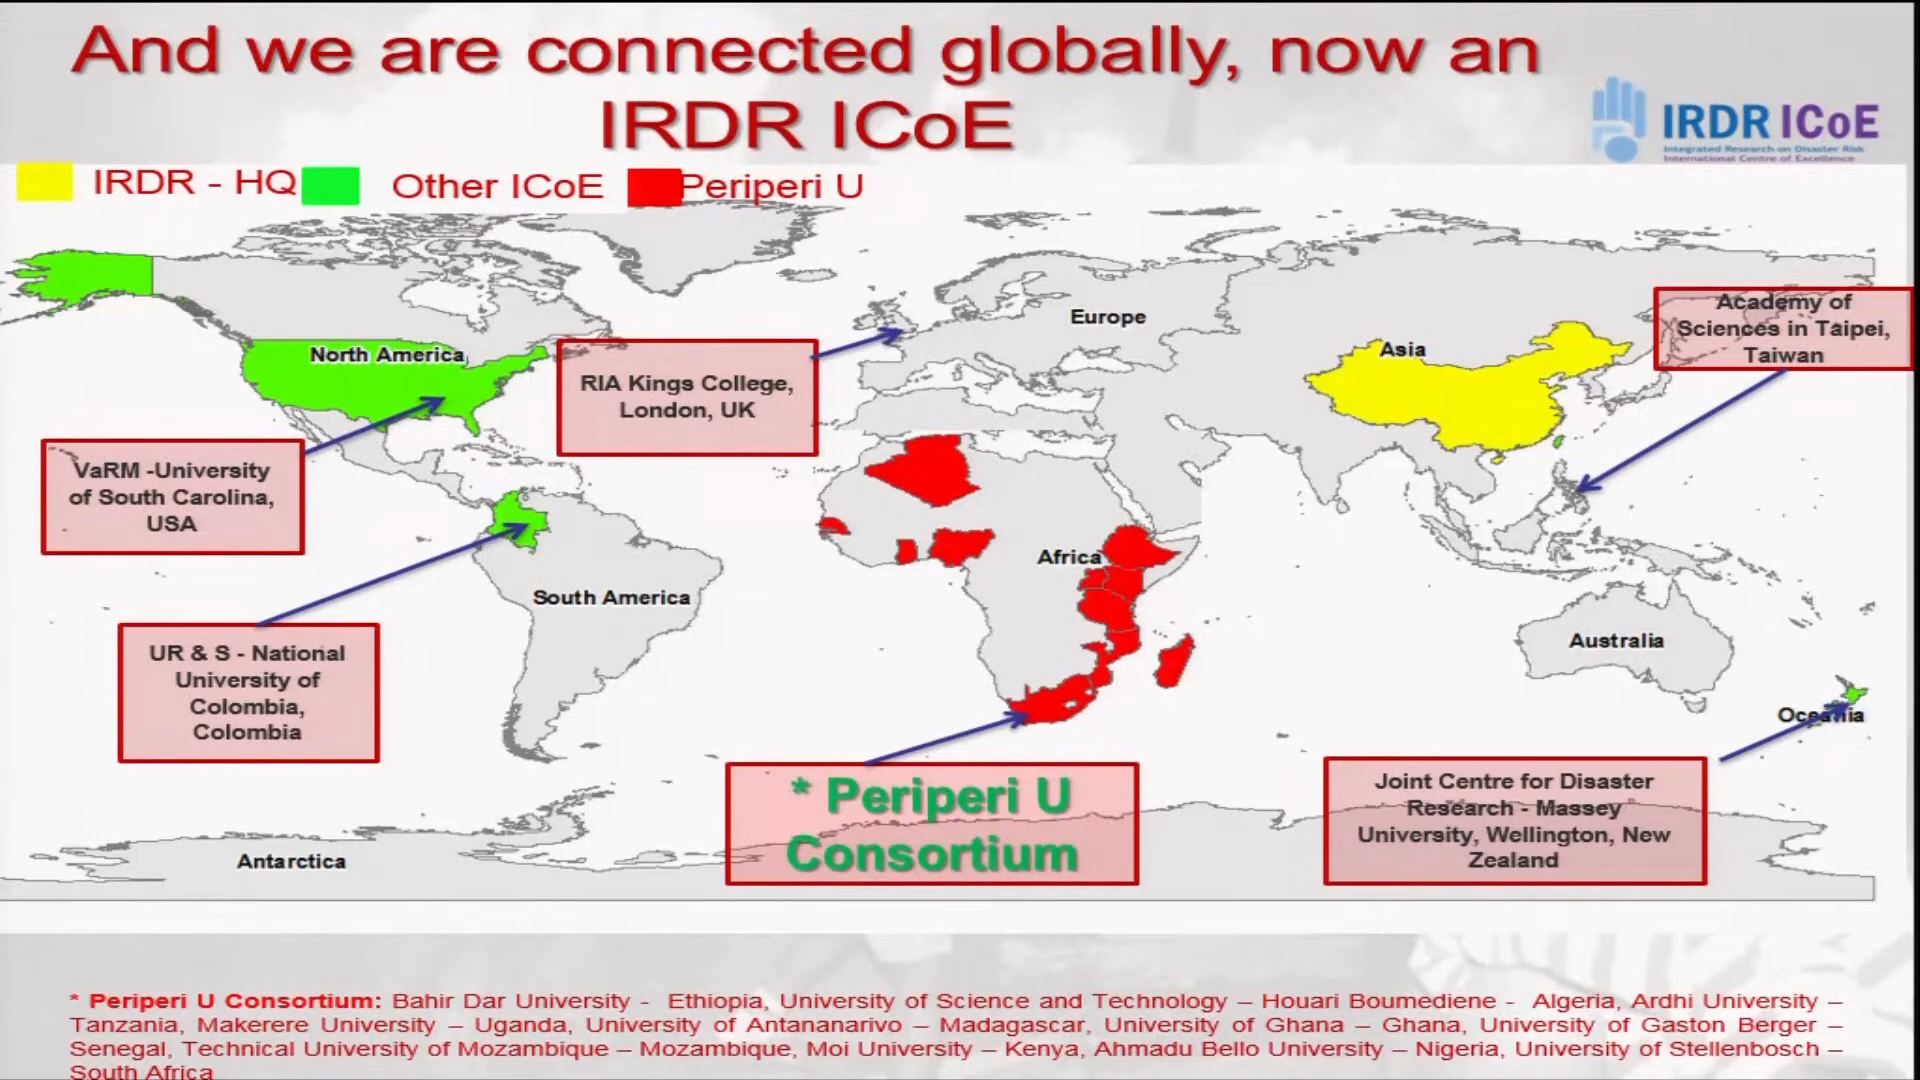 And we are connected globally, now an
IRDR ICoE
IRDR ICoE
Integrated Research on Disaster Risk
International Centre of Excellence
IRDR - HQ
Other ICoE
Periperi U
Europe
Academy of
Sciences in Taipei,
Taiwan
North America
RIA Kings College,
London, UK
Asia
VaRM -University
of South Carolina,
USA
Africa
South America
UR & S - National
University of
Colombia,
Colombia
Australia
Oceania
* Periperi U
Consortium
Joint Centre for Disaster
Research - Massey
University, Wellington, New
Zealand
Antarctica
* Periperi U Consortium: Bahir Dar University - Ethiopia, University of Science and Technology – Houari Boumediene - Algeria, Ardhi University –
Tanzania, Makerere University – Uganda, University of Antananarivo – Madagascar, University of Ghana – Ghana, University of Gaston Berger –
Senegal, Technical University of Mozambique – Mozambique, Moi University – Kenya, Ahmadu Bello University – Nigeria, University of Stellenbosch –
South Africa